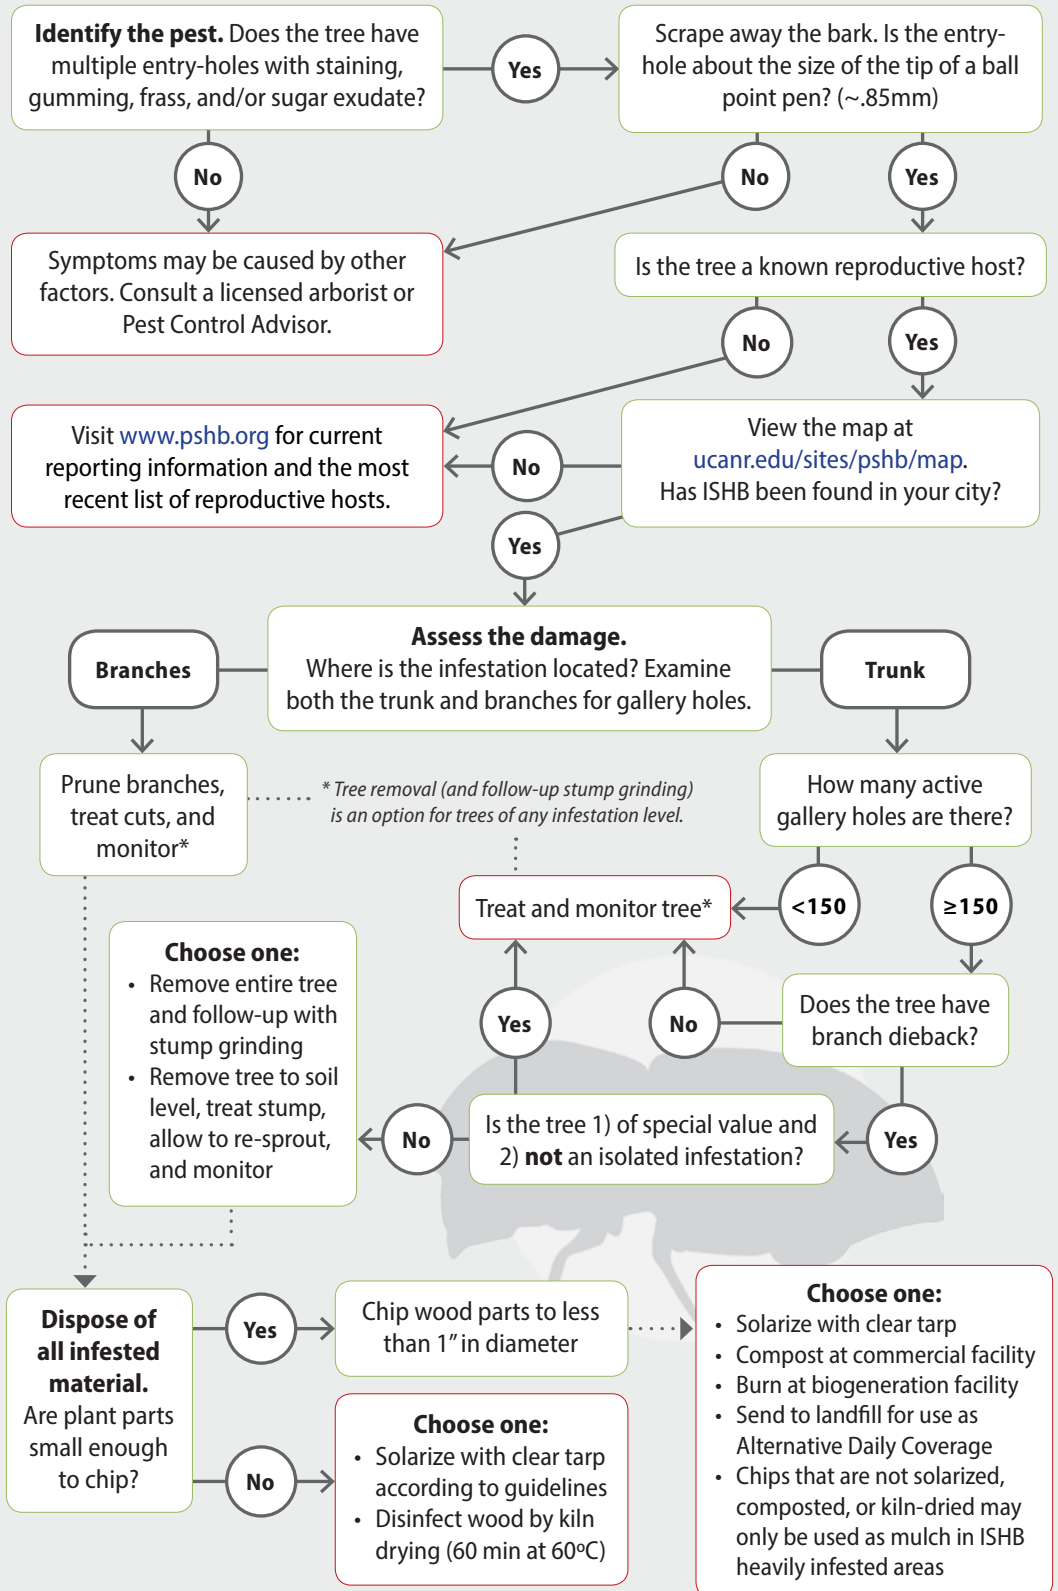 Identify the pest. Does the tree have
multiple entry-holes with staining,
gumming, frass, and/or sugar exudate?
Yes
Scrape away the bark. Is the entry-
hole about the size of the tip of a ball
point pen? (~.85mm)
No
No
Yes
Symptoms may be caused by other
factors. Consult a licensed arborist or
Pest Control Advisor.
Is the tree a known reproductive host?
No
Yes
Visit www.pshb.org for current
reporting information and the most
recent list of reproductive hosts.
No
View the map at
ucanr.edu/sites/pshb/map.
Has ISHB been found in your city?
Yes
Assess the damage.
Where is the infestation located? Examine
both the trunk and branches for gallery holes.
Branches
Trunk
Prune branches,
treat cuts, and
monitor*
* Tree removal (and follow-up stump grinding)
is an option for trees of any infestation level.
How many active
gallery holes are there?
Treat and monitor tree*
<150
≥150
Choose one:
• Remove entire tree
and follow-up with
stump grinding
• Remove tree to soil
level, treat stump,
allow to re-sprout,
and monitor
Yes
No
Does the tree have
branch dieback?
No
Is the tree 1) of special value and
2) not an isolated infestation?
Yes
Dispose of
all infested
material.
Are plant parts
small enough
to chip?
Yes
Chip wood parts to less
than 1” in diameter
No
Choose one:
• Solarize with clear tarp
according to guidelines
• Disinfect wood by kiln
drying (60 min at 60ºC)
Choose one:
• Solarize with clear tarp
• Compost at commercial facility
• Burn at biogeneration facility
• Send to landfill for use as
Alternative Daily Coverage
• Chips that are not solarized,
composted, or kiln-dried may
only be used as mulch in ISHB
heavily infested areas